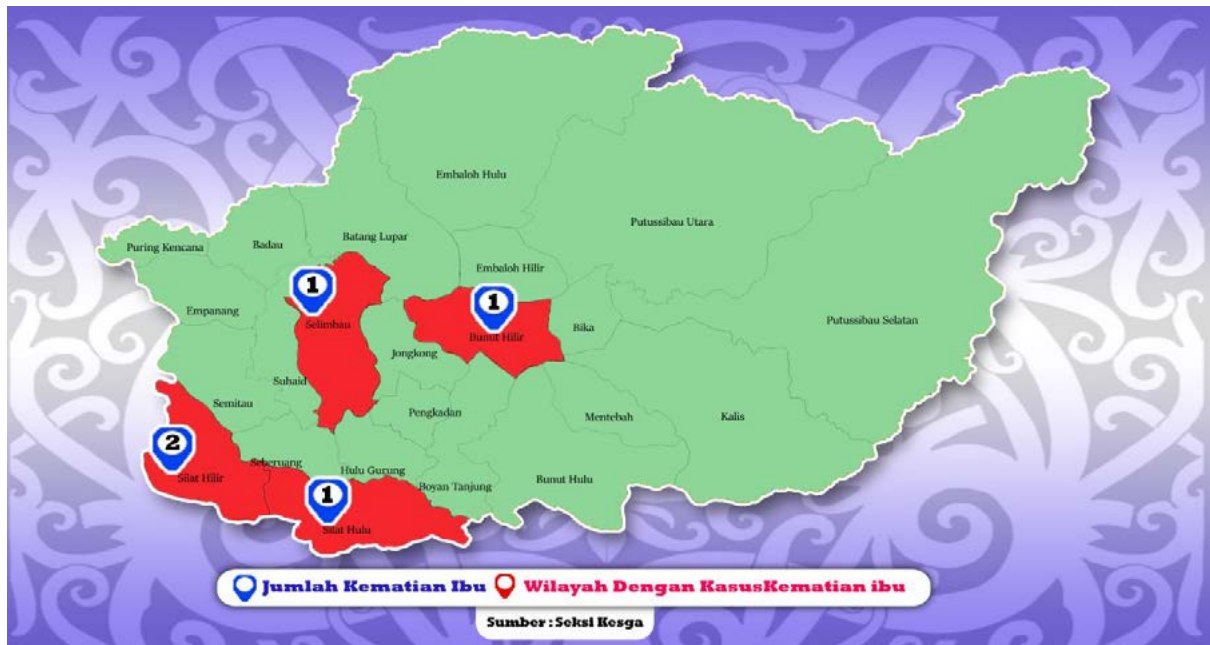 Embaloh Hulu
Putussibau Utara
Puring Kencana
Badau
Batang Lupar
Embaloh Hilir
1
1
Empanang
Selimbau
Bunut Hilir
Bika
Putussibau Selatan
Jongkong
Suhaid
Semitau
Pengkadan
Mentebah
Kalis
2
Seberuang
Hulu Gurung
Silat Hilir
Boyan Tanjung
Bunut Hulu
1
Silat Hulu
Jumlah Kematian Ibu Wilayah Dengan KasusKematian ibu
Sumber : Seksi Kesga